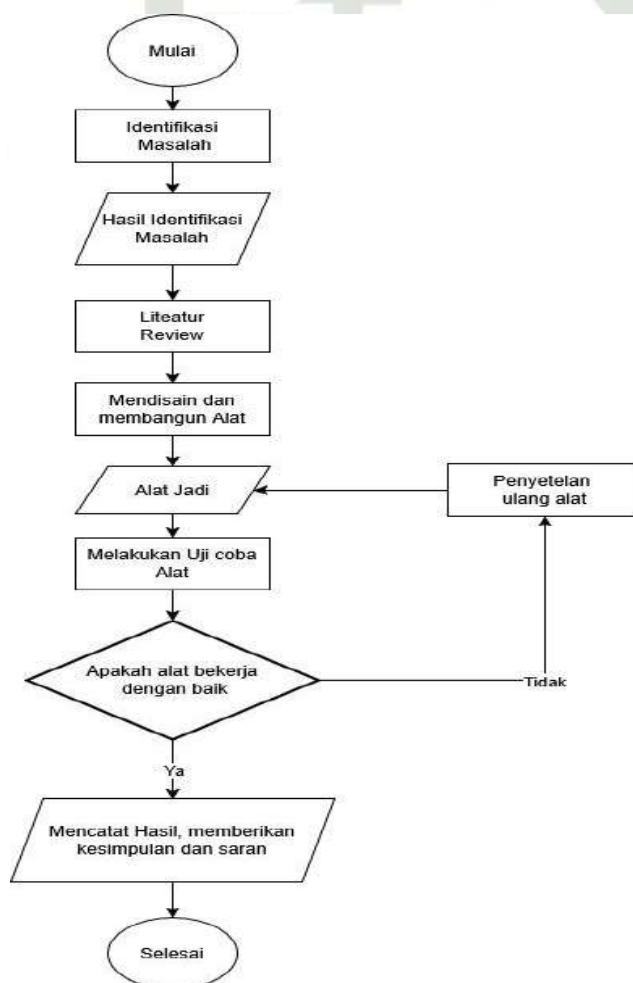 Mulai
Identifikasi
Masalah
Hasil Identifikasi
Masalah
Liteatur
Review
Mendisain dan
membangun Alat
Alat Jadi
Penyetelan
ulang alat
Melakukan Uji coba
Alat
Apakah alat bekerja
dengan baik
Tidak
Ya
Mencatat Hasil, memberikan
kesimpulan dan saran
Selesai